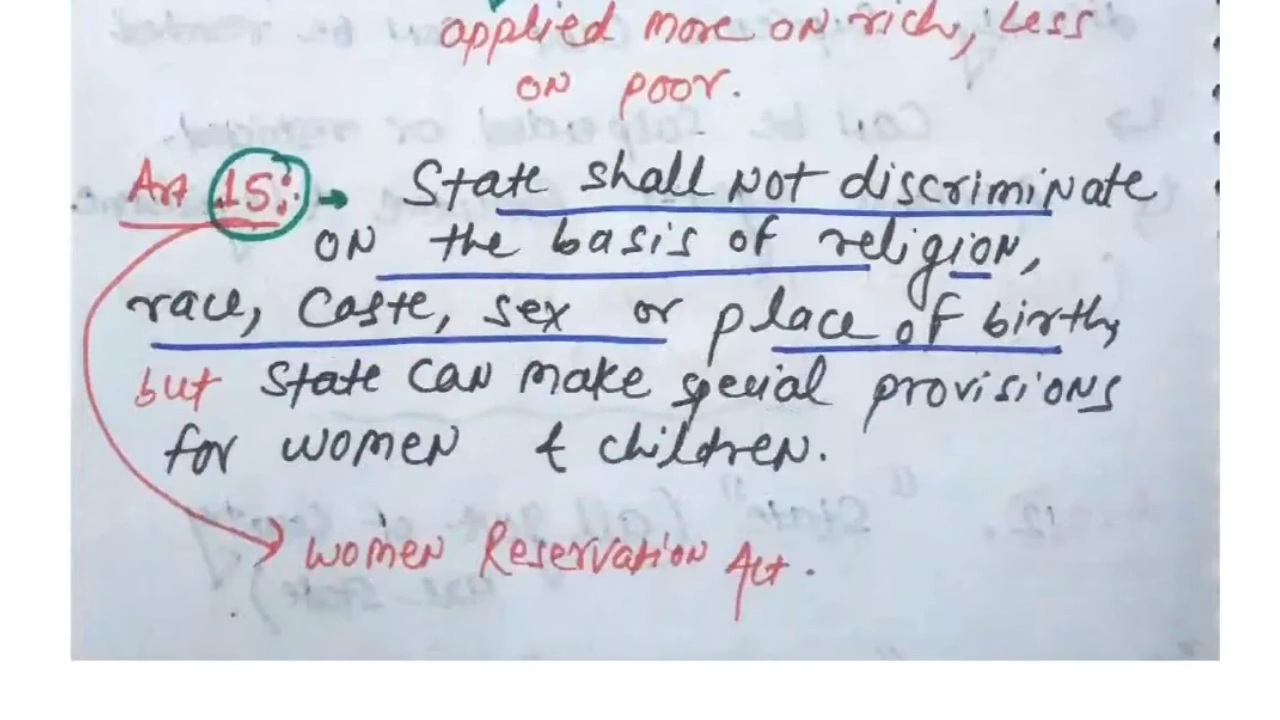 applied more on rich, Less
on poor.
Art 15:→ State shall not discriminate
on the basis of religion,
race, caste, sex or place of birth,
but State can make special provisions
for women & children.
→ women Reservation Act.